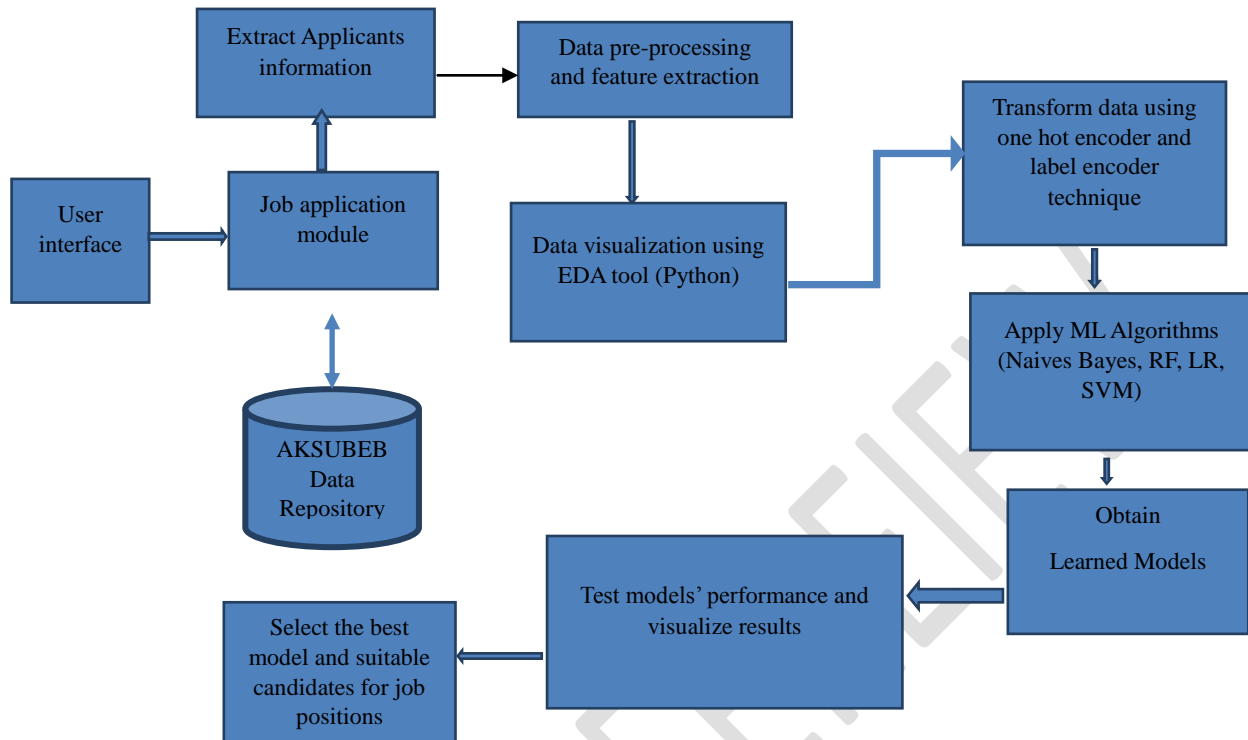 Extract Applicants
information
Data pre-processing
and feature extraction
Transform data using
one hot encoder and
label encoder
technique
User
interface
Job application
module
Data visualization using
EDA tool (Python)
Apply ML Algorithms
(Naives Bayes, RF, LR,
SVM)
AKSUBEB
Data
Repository
Obtain
Learned Models
Test models’ performance and
visualize results
Select the best
model and suitable
candidates for job
positions